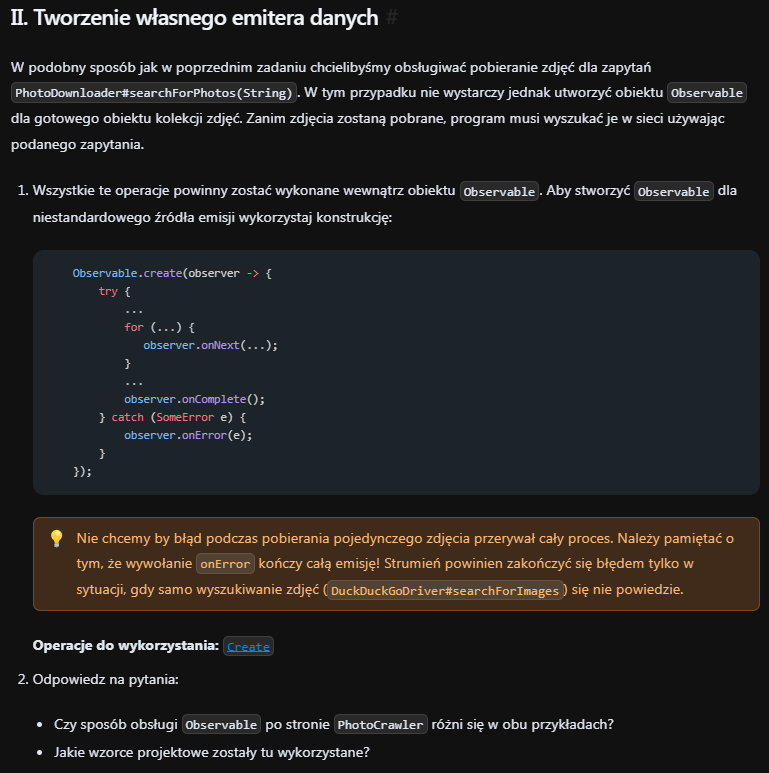 II. Tworzenie własnego emitera danych #
W podobny sposób jak w poprzednim zadaniu chcielibyśmy obsługiwać pobieranie zdjęć dla zapytań
PhotoDownloader#searchForPhotos(String). W tym przypadku nie wystarczy jednak utworzyć obiektu Observable
dla gotowego obiektu kolekcji zdjęć. Zanim zdjęcia zostaną pobrane, program musi wyszukać je w sieci używając
podanego zapytania.
1. Wszystkie te operacje powinny zostać wykonane wewnątrz obiektu Observable. Aby stworzyć Observable dla
niestandardowego źródła emisji wykorzystaj konstrukcję:
Observable.create(observer -> {
try {
...
for (...) {
observer.onNext(...);
}
...
observer.onComplete();
} catch (SomeError e) {
observer.onError(e);
}
});
💡 Nie chcemy by błąd podczas pobierania pojedynczego zdjęcia przerywał cały proces. Należy pamiętać o
tym, że wywołanie onError kończy całą emisję! Strumień powinien zakończyć się błędem tylko w
sytuacji, gdy samo wyszukiwanie zdjęć (DuckDuckGoDriver#searchForImages) się nie powiedzie.
Operacje do wykorzystania: Create
2. Odpowiedz na pytania:
• Czy sposób obsługi Observable po stronie PhotoCrawler różni się w obu przykładach?
• Jakie wzorce projektowe zostały tu wykorzystane?